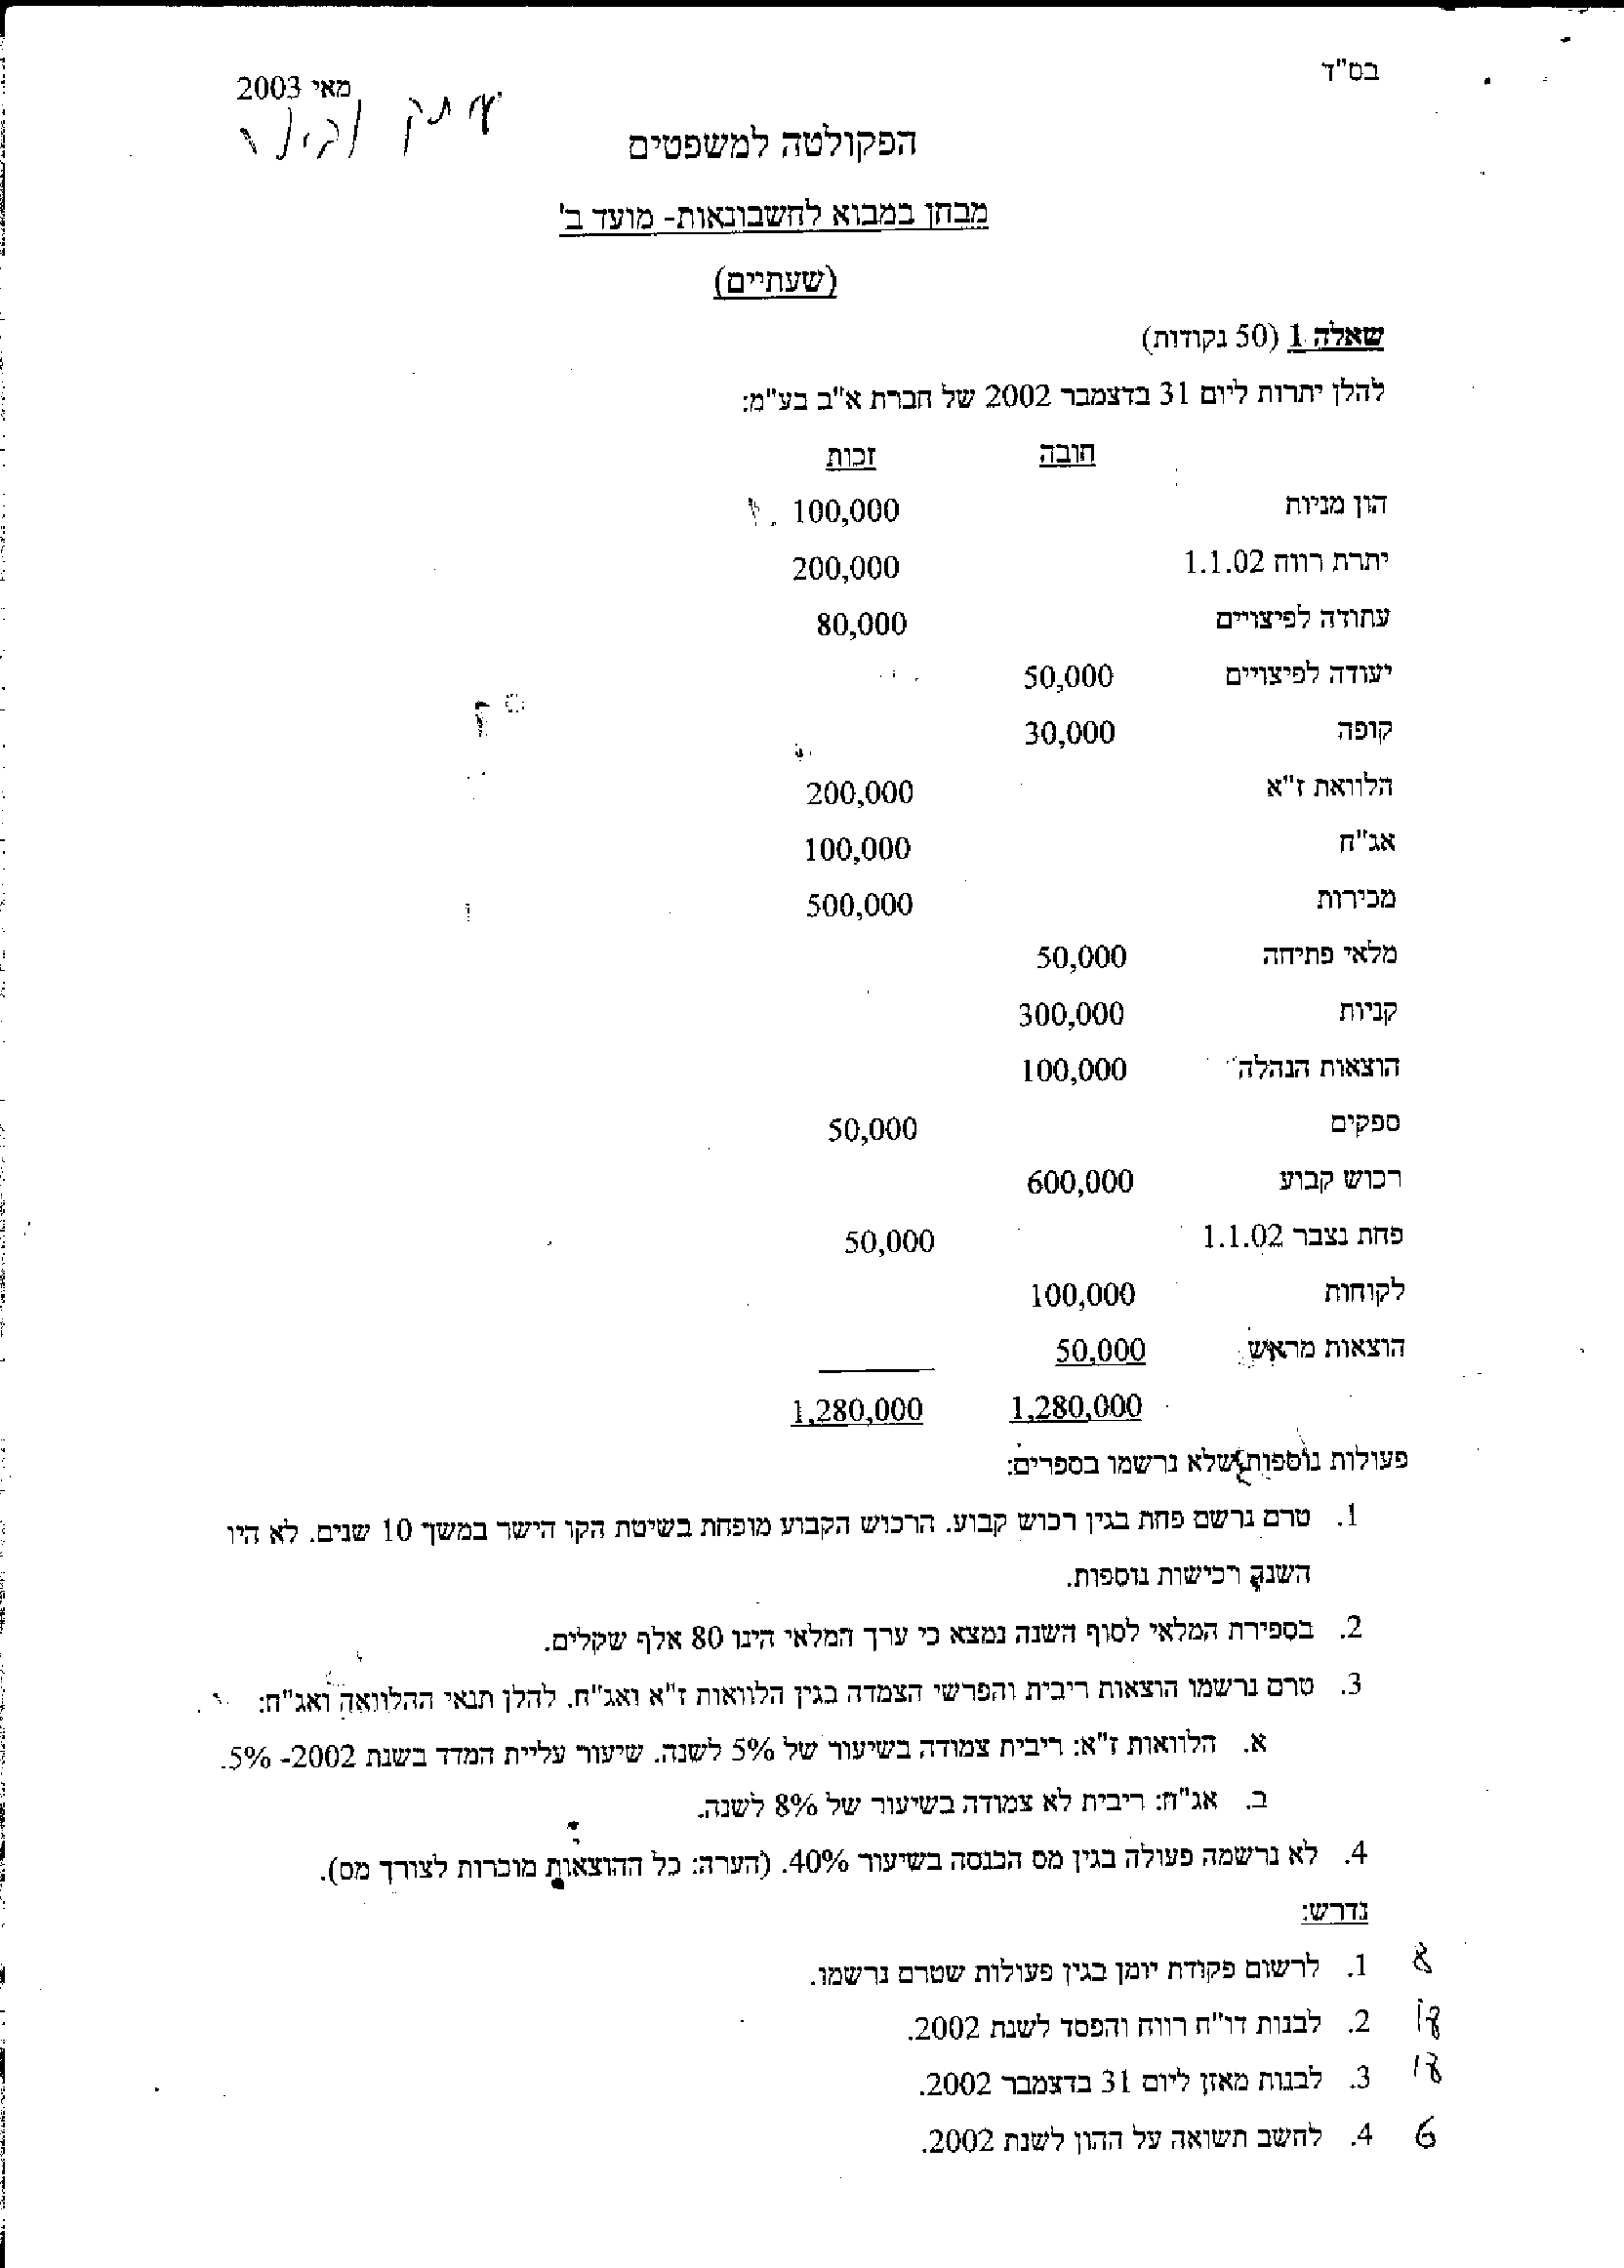 בס"ד
מאי 2003
הפקולטה למשפטים
מבחן במבוא לחשבונאות- מועד ב'
(שעתיים)
שאלה 1 (50 נקודות)
להלן יתרות ליום 31 בדצמבר 2002 של חברת א"ב בע"מ:
חובה זכות
הון מניות 100,000
יתרת רווח 1.1.02 200,000
עתודה לפיצויים 80,000
יעודה לפיצויים 50,000
קופה 30,000
הלוואת ז"א 200,000
אג"ח 100,000
מכירות 500,000
מלאי פתיחה 50,000
קניות 300,000
הוצאות הנהלה 100,000
ספקים 50,000
רכוש קבוע 600,000
פחת נצבר 1.1.02 50,000
לקוחות 100,000
הוצאות מראש 50,000
1,280,000 1,280,000
פעולות נוספות שלא נרשמו בספרים:
1. טרם נרשם פחת בגין רכוש קבוע. הרכוש הקבוע מופחת בשיטת הקו הישר במשך 10 שנים. לא היו
השנה רכישות נוספות.
2. בספירת המלאי לסוף השנה נמצא כי ערך המלאי הינו 80 אלף שקלים.
3. טרם נרשמו הוצאות ריבית והפרשי הצמדה בגין הלוואות ז"א ואג"ח. להלן תנאי ההלוואה ואג"ח:
א. הלוואות ז"א: ריבית צמודה בשיעור של 5% לשנה. שיעור עליית המדד בשנת 2002- 5%.
ב. אג"ח: ריבית לא צמודה בשיעור של 8% לשנה.
4. לא נרשמה פעולה בגין מס הכנסה בשיעור 40%. (הערה: כל ההוצאות מוכרות לצורך מס).
נדרש:
1. לרשום פקודת יומן בגין פעולות שטרם נרשמו.
2. לבנות דו"ח רווח והפסד לשנת 2002.
3. לבנות מאזן ליום 31 בדצמבר 2002.
4. לחשב תשואה על ההון לשנת 2002.
6